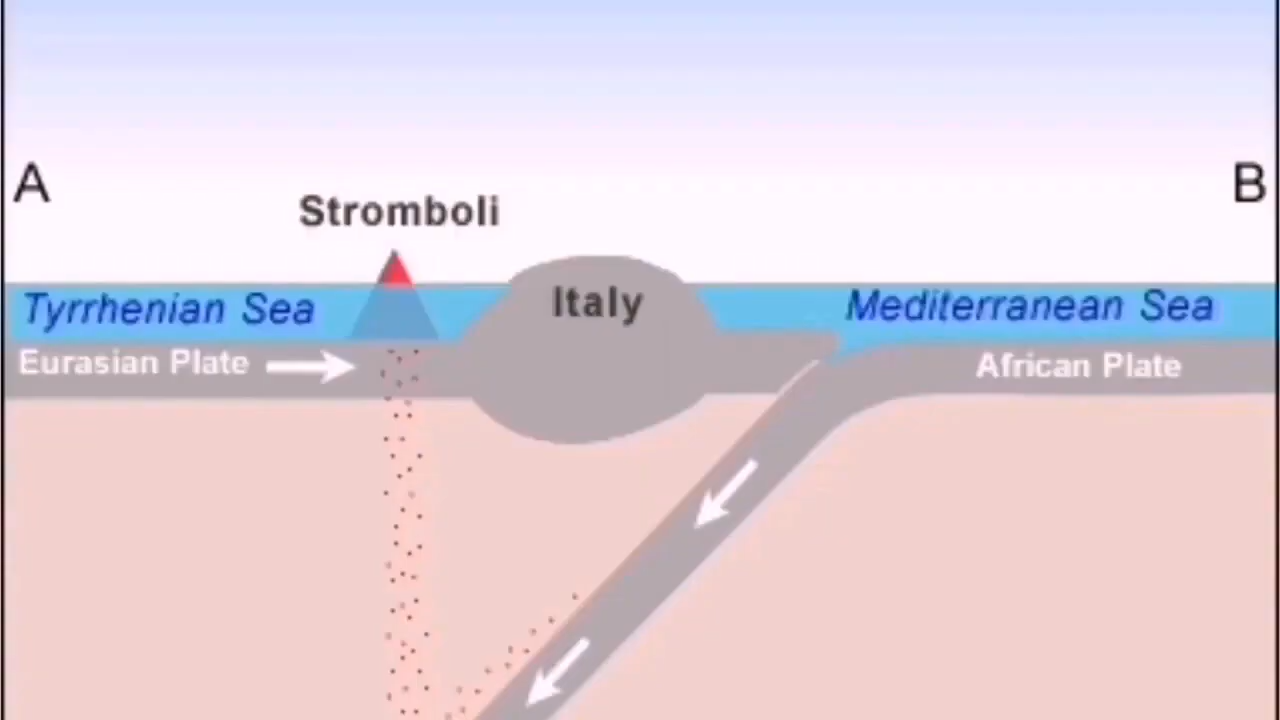 A
B
Stromboli
Italy
Tyrrhenian Sea
Mediterranean Sea
Eurasian Plate
African Plate